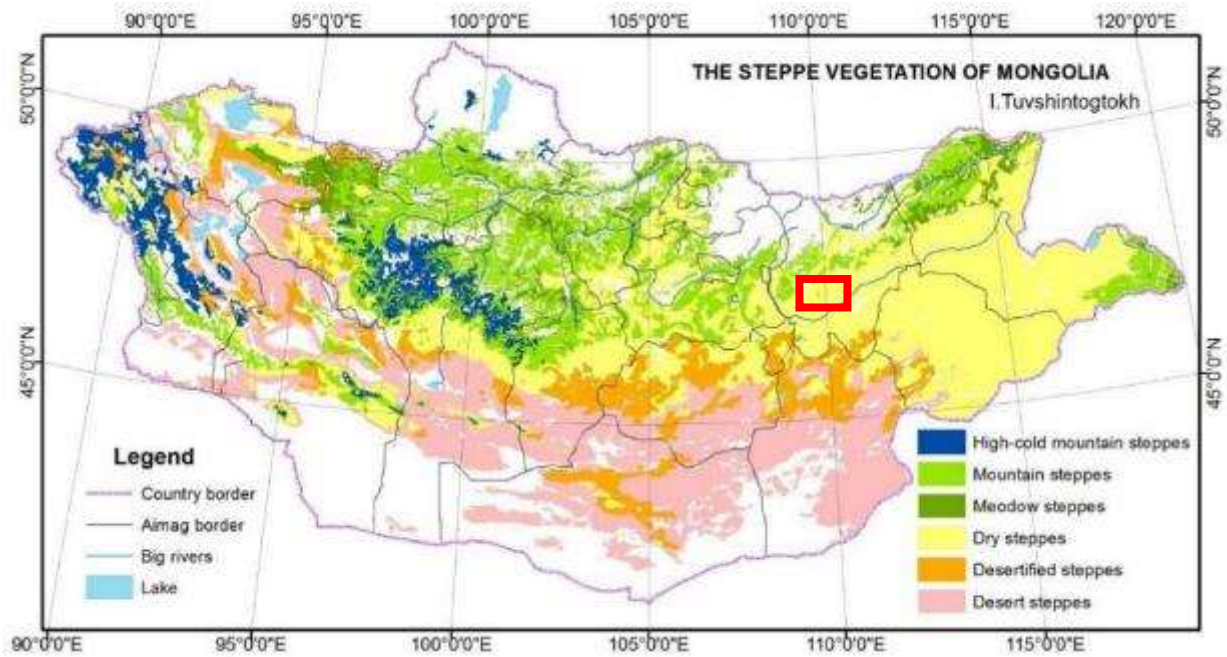 90°0'0"E 95°0'0"E 100°0'0"E 105°0'0"E 110°0'0"E 115°0'0"E 120°0'0"E
THE STEPPE VEGETATION OF MONGOLIA
I.Tuvshintogtokh
50°0'0"N 50°0'0"N
45°0'0"N 45°0'0"N
Legend
Country border
Aimag border
Big rivers
Lake
High-cold mountain steppes
Mountain steppes
Meodow steppes
Dry steppes
Desertified steppes
Desert steppes
90°0'0"E 95°0'0"E 100°0'0"E 105°0'0"E 110°0'0"E 115°0'0"E